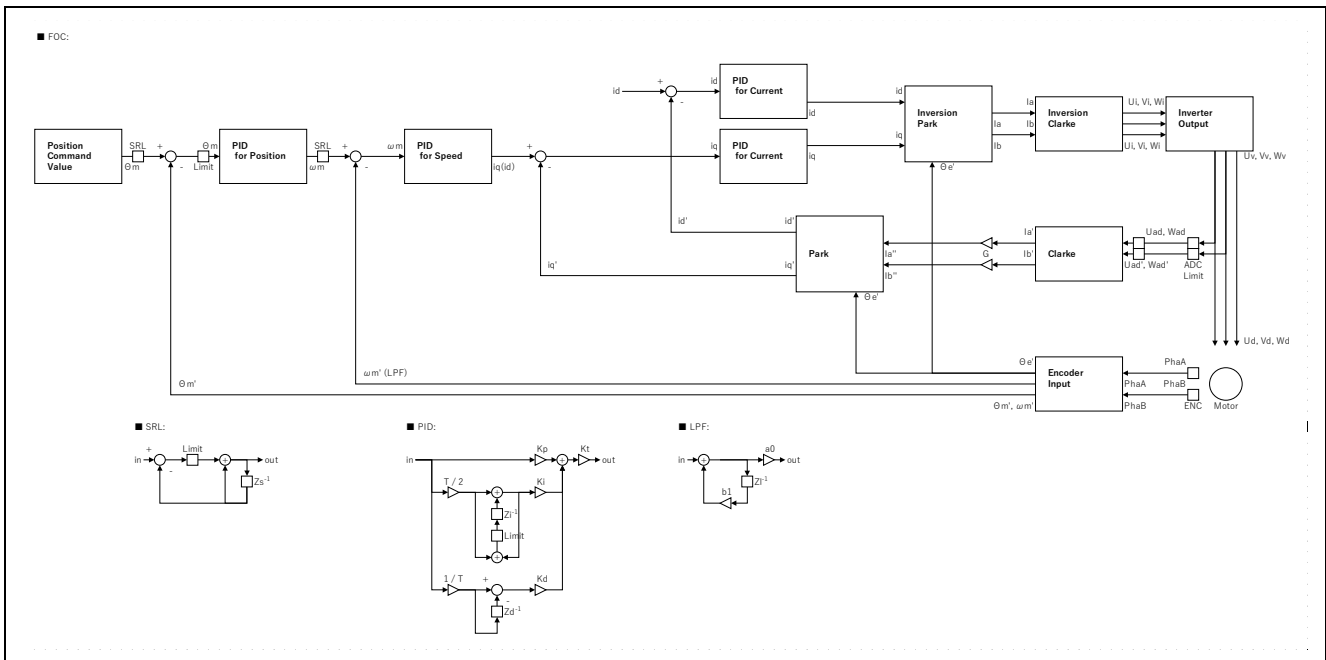 ■ FOC:
Position
Command
Value
SRL
Θm
+
-
Θm
Limit
PID
for Position
SRL
ωm
+
-
ωm
PID
for Speed
iq(id)
+
-
id
+
-
id
PID
for Current
id
iq
PID
for Current
iq
id
iq
Inversion
Park
Θe'
Ia
Ia
Ib
Ib
Inversion
Clarke
Ui, Vi, Wi
Ui, Vi, Wi
Inverter
Output
Uv, Vv, Wv
id'
iq'
id'
iq'
Park
Ia''
Ib''
Θe'
G
Ia'
Ib'
Clarke
Uad, Wad
Uad', Wad'
ADC
Limit
Ud, Vd, Wd
Θm'
ωm' (LPF)
Θe'
Θm', ωm'
Encoder
Input
PhaA
PhaA
PhaB
PhaB
ENC
Motor
■ SRL:
in
+
-
Limit
+
out
Zs⁻¹
■ PID:
in
Kp
+
Kt
out
T / 2
+
Ki
Zi⁻¹
Limit
+
1 / T
+
-
Kd
Zd⁻¹
■ LPF:
in
+
a0
out
Zl⁻¹
b1